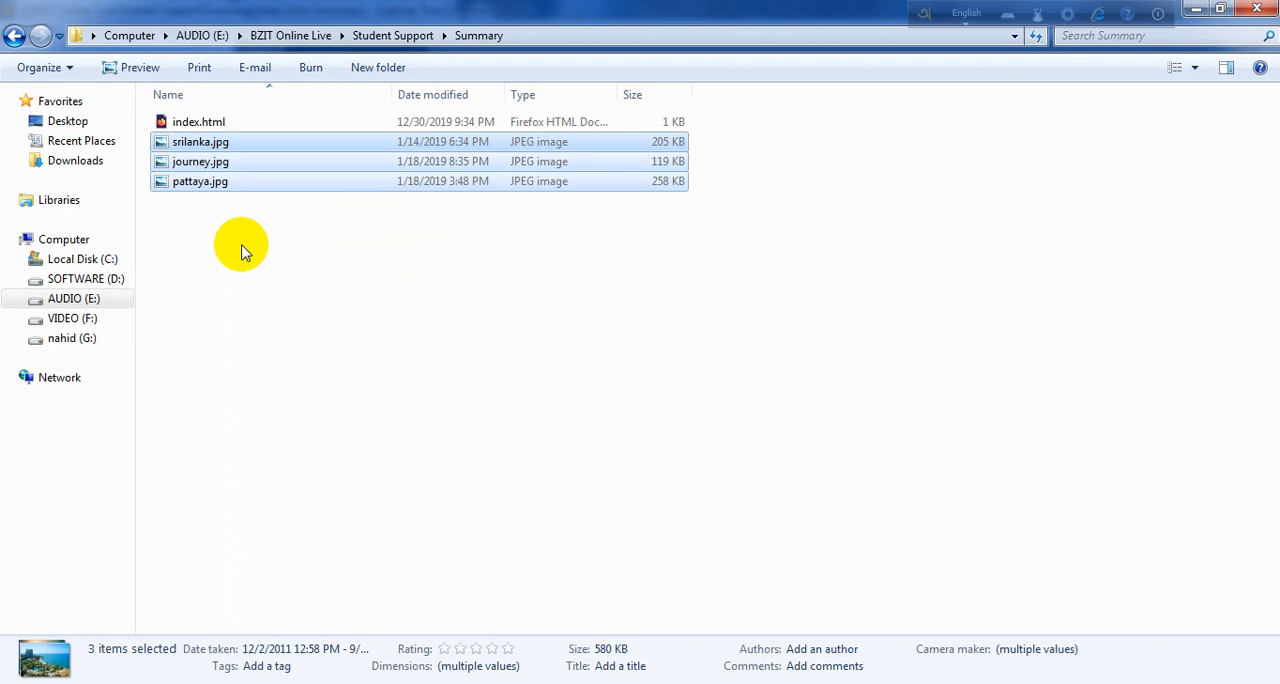 English
Computer AUDIO (E:) BZIT Online Live Student Support Summary
Search Summary
Organize Preview Print E-mail Burn New folder
Favorites
Desktop
Recent Places
Downloads
Libraries
Computer
Local Disk (C:)
SOFTWARE (D:)
AUDIO (E:)
VIDEO (F:)
nahid (G:)
Network
Name Date modified Type Size
index.html 12/30/2019 9:34 PM Firefox HTML Doc... 1 KB
srilanka.jpg 1/14/2019 6:34 PM JPEG image 205 KB
journey.jpg 1/18/2019 8:35 PM JPEG image 119 KB
pattaya.jpg 1/18/2019 3:48 PM JPEG image 258 KB
3 items selected Date taken: 12/2/2011 12:58 PM - 9/... Rating: Size: 580 KB Authors: Add an author Camera maker: (multiple values)
Tags: Add a tag Dimensions: (multiple values) Title: Add a title Comments: Add comments